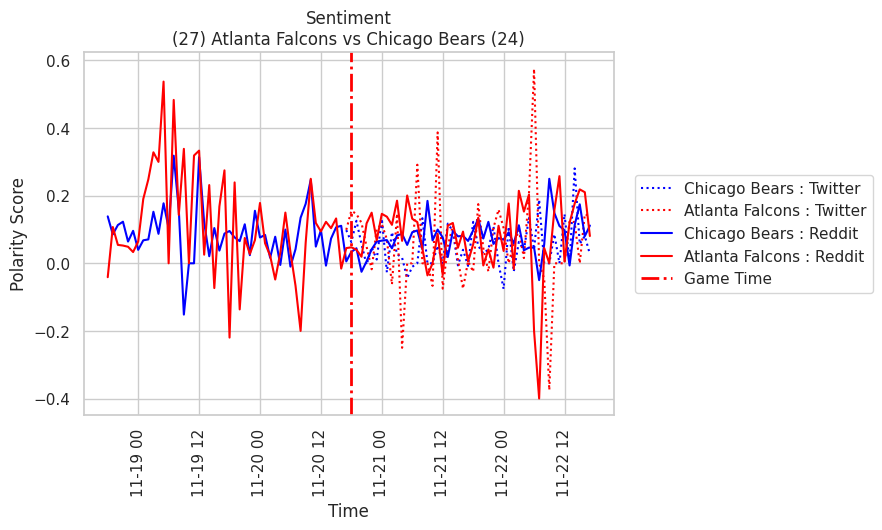 Sentiment
(27) Atlanta Falcons vs Chicago Bears (24)
Polarity Score
0.6
0.4
0.2
0.0
−0.2
−0.4
11-19 00
11-19 12
11-20 00
11-20 12
11-21 00
11-21 12
11-22 00
11-22 12
Time
Chicago Bears : Twitter
Atlanta Falcons : Twitter
Chicago Bears : Reddit
Atlanta Falcons : Reddit
Game Time